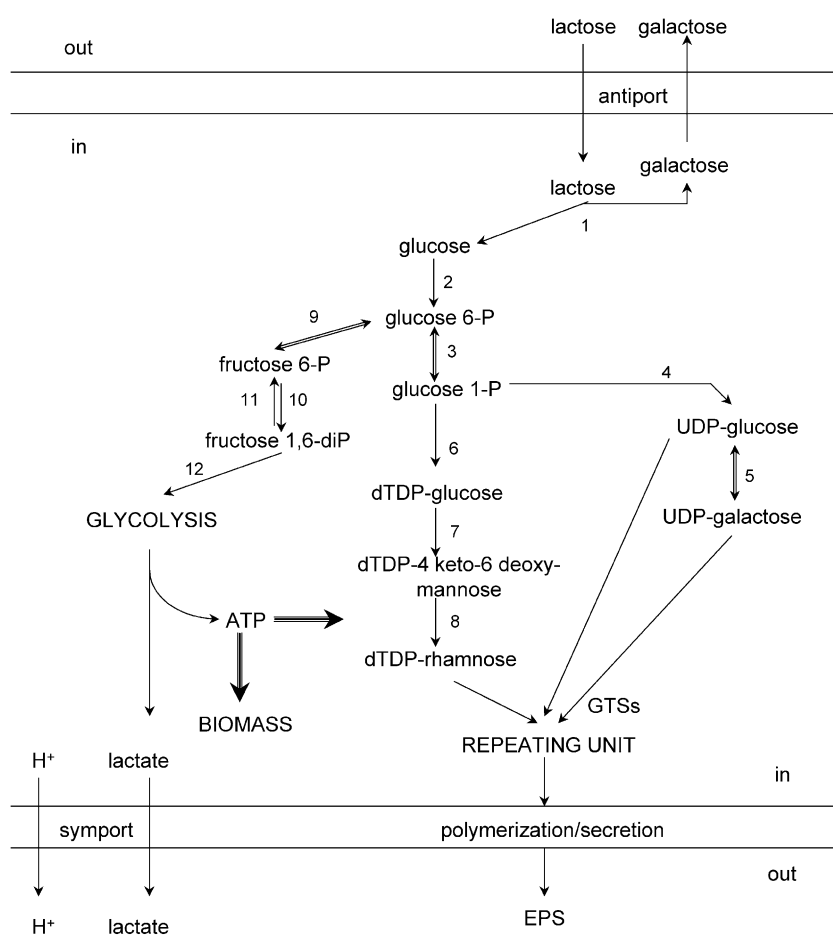 lactose galactose
out
antiport
in
galactose
lactose
1
glucose
2
9
glucose 6-P
3
fructose 6-P
4
glucose 1-P
11 10
UDP-glucose
fructose 1,6-diP
6
12
5
dTDP-glucose
GLYCOLYSIS
UDP-galactose
7
dTDP-4 keto-6 deoxy-
mannose
ATP
8
dTDP-rhamnose
GTSs
BIOMASS
REPEATING UNIT
H+ lactate
in
symport polymerization/secretion
out
EPS
H+ lactate